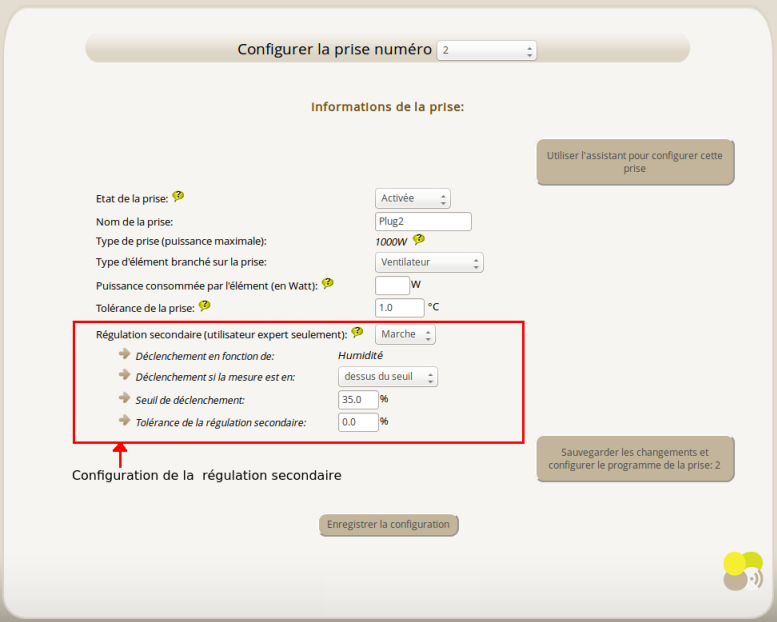 Configurer la prise numéro 2
Informations de la prise:
Utiliser l'assistant pour configurer cette
prise
Etat de la prise: ? Activée
Nom de la prise: Plug2
Type de prise (puissance maximale): 1000W ?
Type d'élément branché sur la prise: Ventilateur
Puissance consommée par l'élément (en Watt): ? W
Tolérance de la prise: ? 1.0 °C
Régulation secondaire (utilisateur expert seulement): ? Marche
Déclenchement en fonction de: Humidité
Déclenchement si la mesure est en: dessus du seuil
Seuil de déclenchement: 35.0 %
Tolérance de la régulation secondaire: 0.0 %
Configuration de la régulation secondaire
Sauvegarder les changements et
configurer le programme de la prise: 2
Enregistrer la configuration